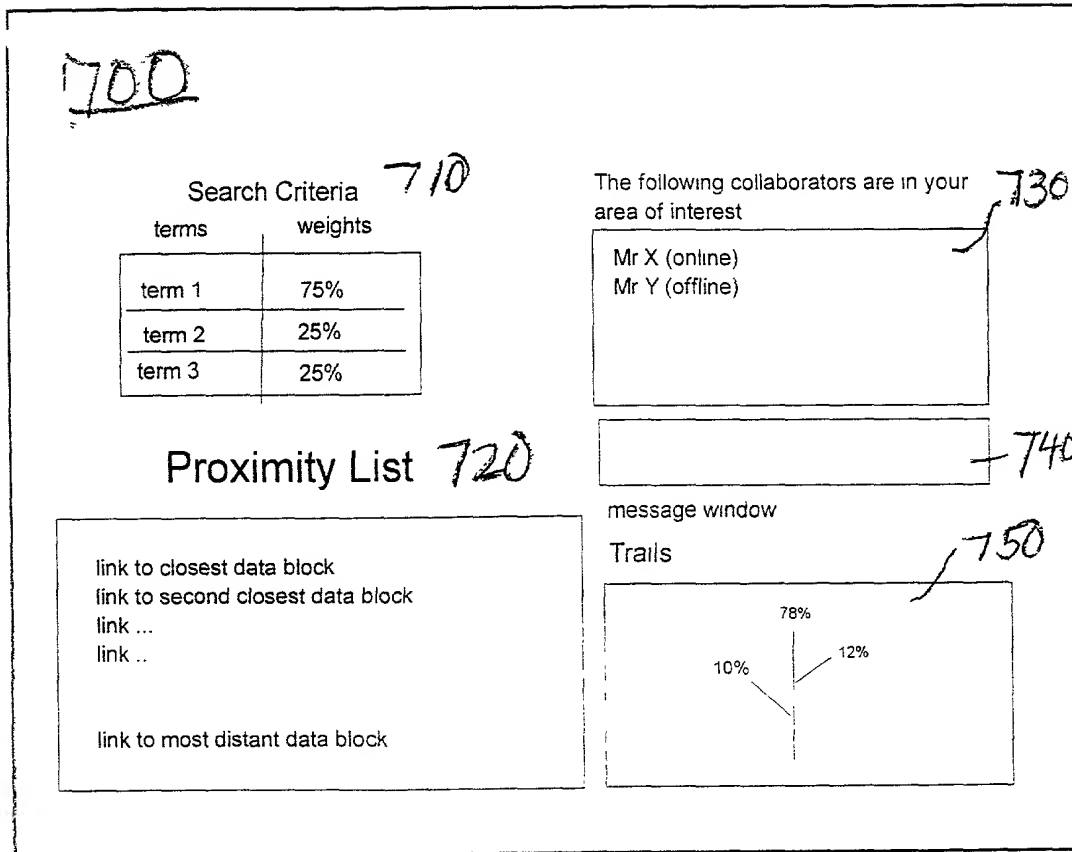 700
Search Criteria 710
terms weights
term 1 75%
term 2 25%
term 3 25%
Proximity List 720
link to closest data block
link to second closest data block
link ...
link ..
link to most distant data block
The following collaborators are in your
area of interest
730
Mr X (online)
Mr Y (offline)
740
message window
Trails
750
78%
10%
12%